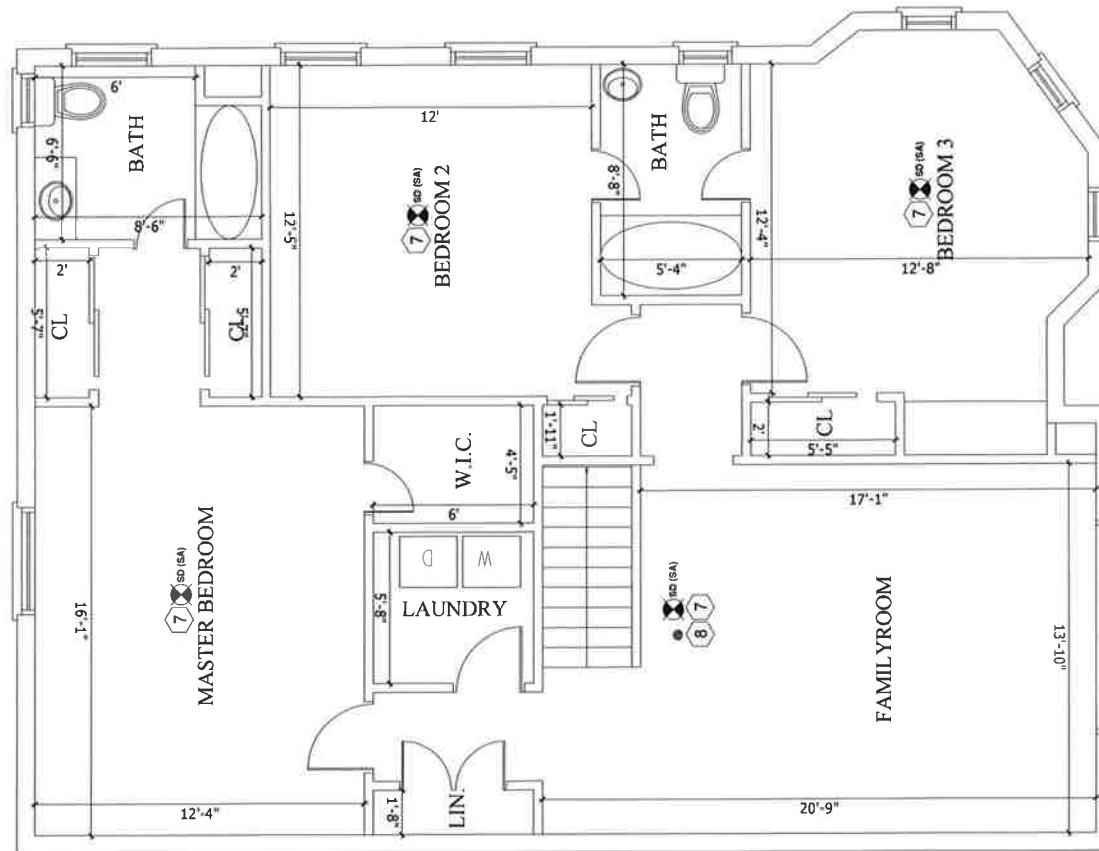 6'
BATH
6'-6"
8'-6"
2'
CL
5'-7"
2'
CL
5'-7"
12'
12'-5"
7
SD (SA)
BEDROOM 2
BATH
8'-8"
5'-4"
12'-4"
7
SD (SA)
BEDROOM 3
12'-8"
1'-11"
CL
2'
CL
5'-5"
W.I.C.
4'-5"
6'
D
W
LAUNDRY
5'-8"
7
SD (SA)
MASTER BEDROOM
16'-1"
12'-4"
1'-8"
LIN.
17'-1"
SD (SA)
8
7
FAMILYROOM
13'-10"
20'-9"